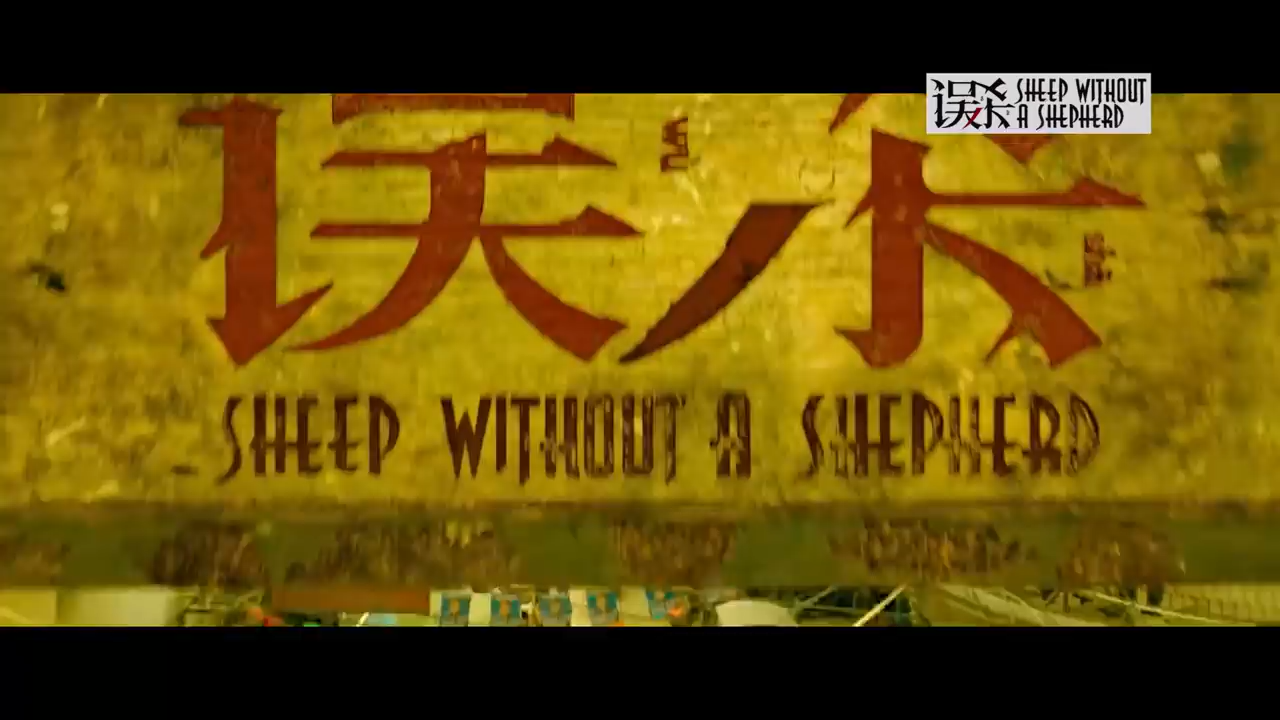 误杀 SHEEP WITHOUT
A SHEPHERD
误杀
SHEEP WITHOUT A SHEPHERD